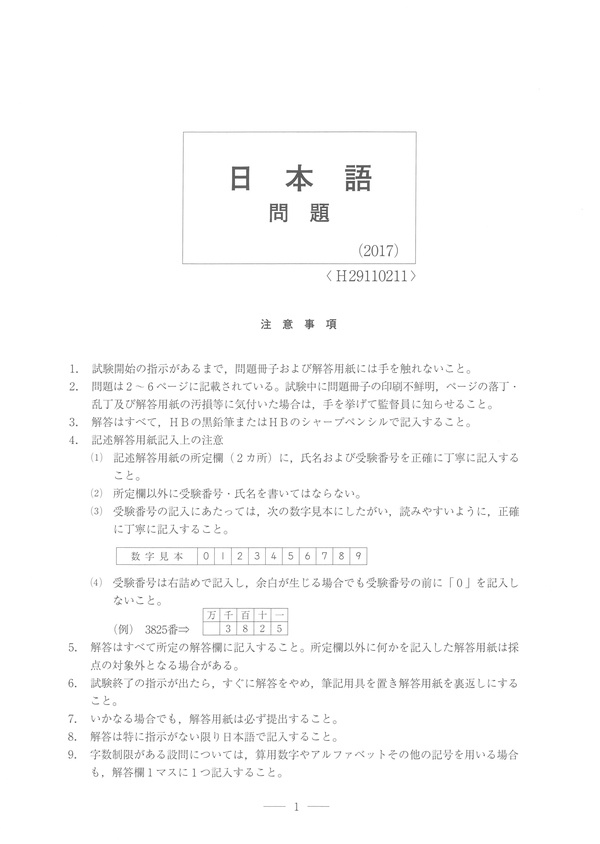 日本語
問題
(2017)
〈H29110211〉
注意事項
1. 試験開始の指示があるまで，問題冊子および解答用紙には手を触れないこと。
2. 問題は２～６ページに記載されている。試験中に問題冊子の印刷不鮮明，ページの落丁・
乱丁及び解答用紙の汚損等に気付いた場合は，手を挙げて監督員に知らせること。
3. 解答はすべて，ＨＢの黒鉛筆またはＨＢのシャープペンシルで記入すること。
4. 記述解答用紙記入上の注意
(1) 記述解答用紙の所定欄（２カ所）に，氏名および受験番号を正確に丁寧に記入する
こと。
(2) 所定欄以外に受験番号・氏名を書いてはならない。
(3) 受験番号の記入にあたっては，次の数字見本にしたがい，読みやすいように，正確
に丁寧に記入すること。
数字見本 0 1 2 3 4 5 6 7 8 9
(4) 受験番号は右詰めで記入し，余白が生じる場合でも受験番号の前に「０」を記入し
ないこと。
万 千 百 十 一
（例） 3825番⇒ 3 8 2 5
5. 解答はすべて所定の解答欄に記入すること。所定欄以外に何かを記入した解答用紙は採
点の対象外となる場合がある。
6. 試験終了の指示が出たら，すぐに解答をやめ，筆記用具を置き解答用紙を裏返しにする
こと。
7. いかなる場合でも，解答用紙は必ず提出すること。
8. 解答は特に指示がない限り日本語で記入すること。
9. 字数制限がある設問については，算用数字やアルファベットその他の記号を用いる場合
も，解答欄１マスに１つ記入すること。
― 1 ―